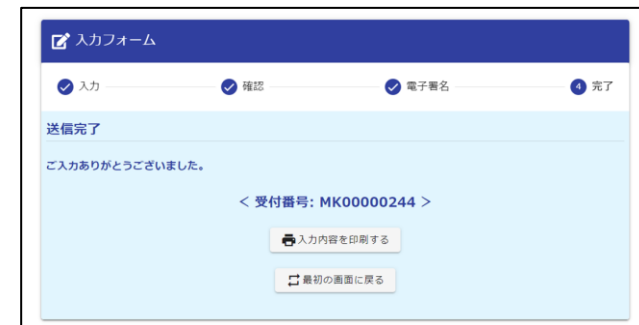 入力フォーム
入力 確認 電子署名 4 完了
送信完了
ご入力ありがとうございました。
< 受付番号: MK00000244 >
入力内容を印刷する
最初の画面に戻る